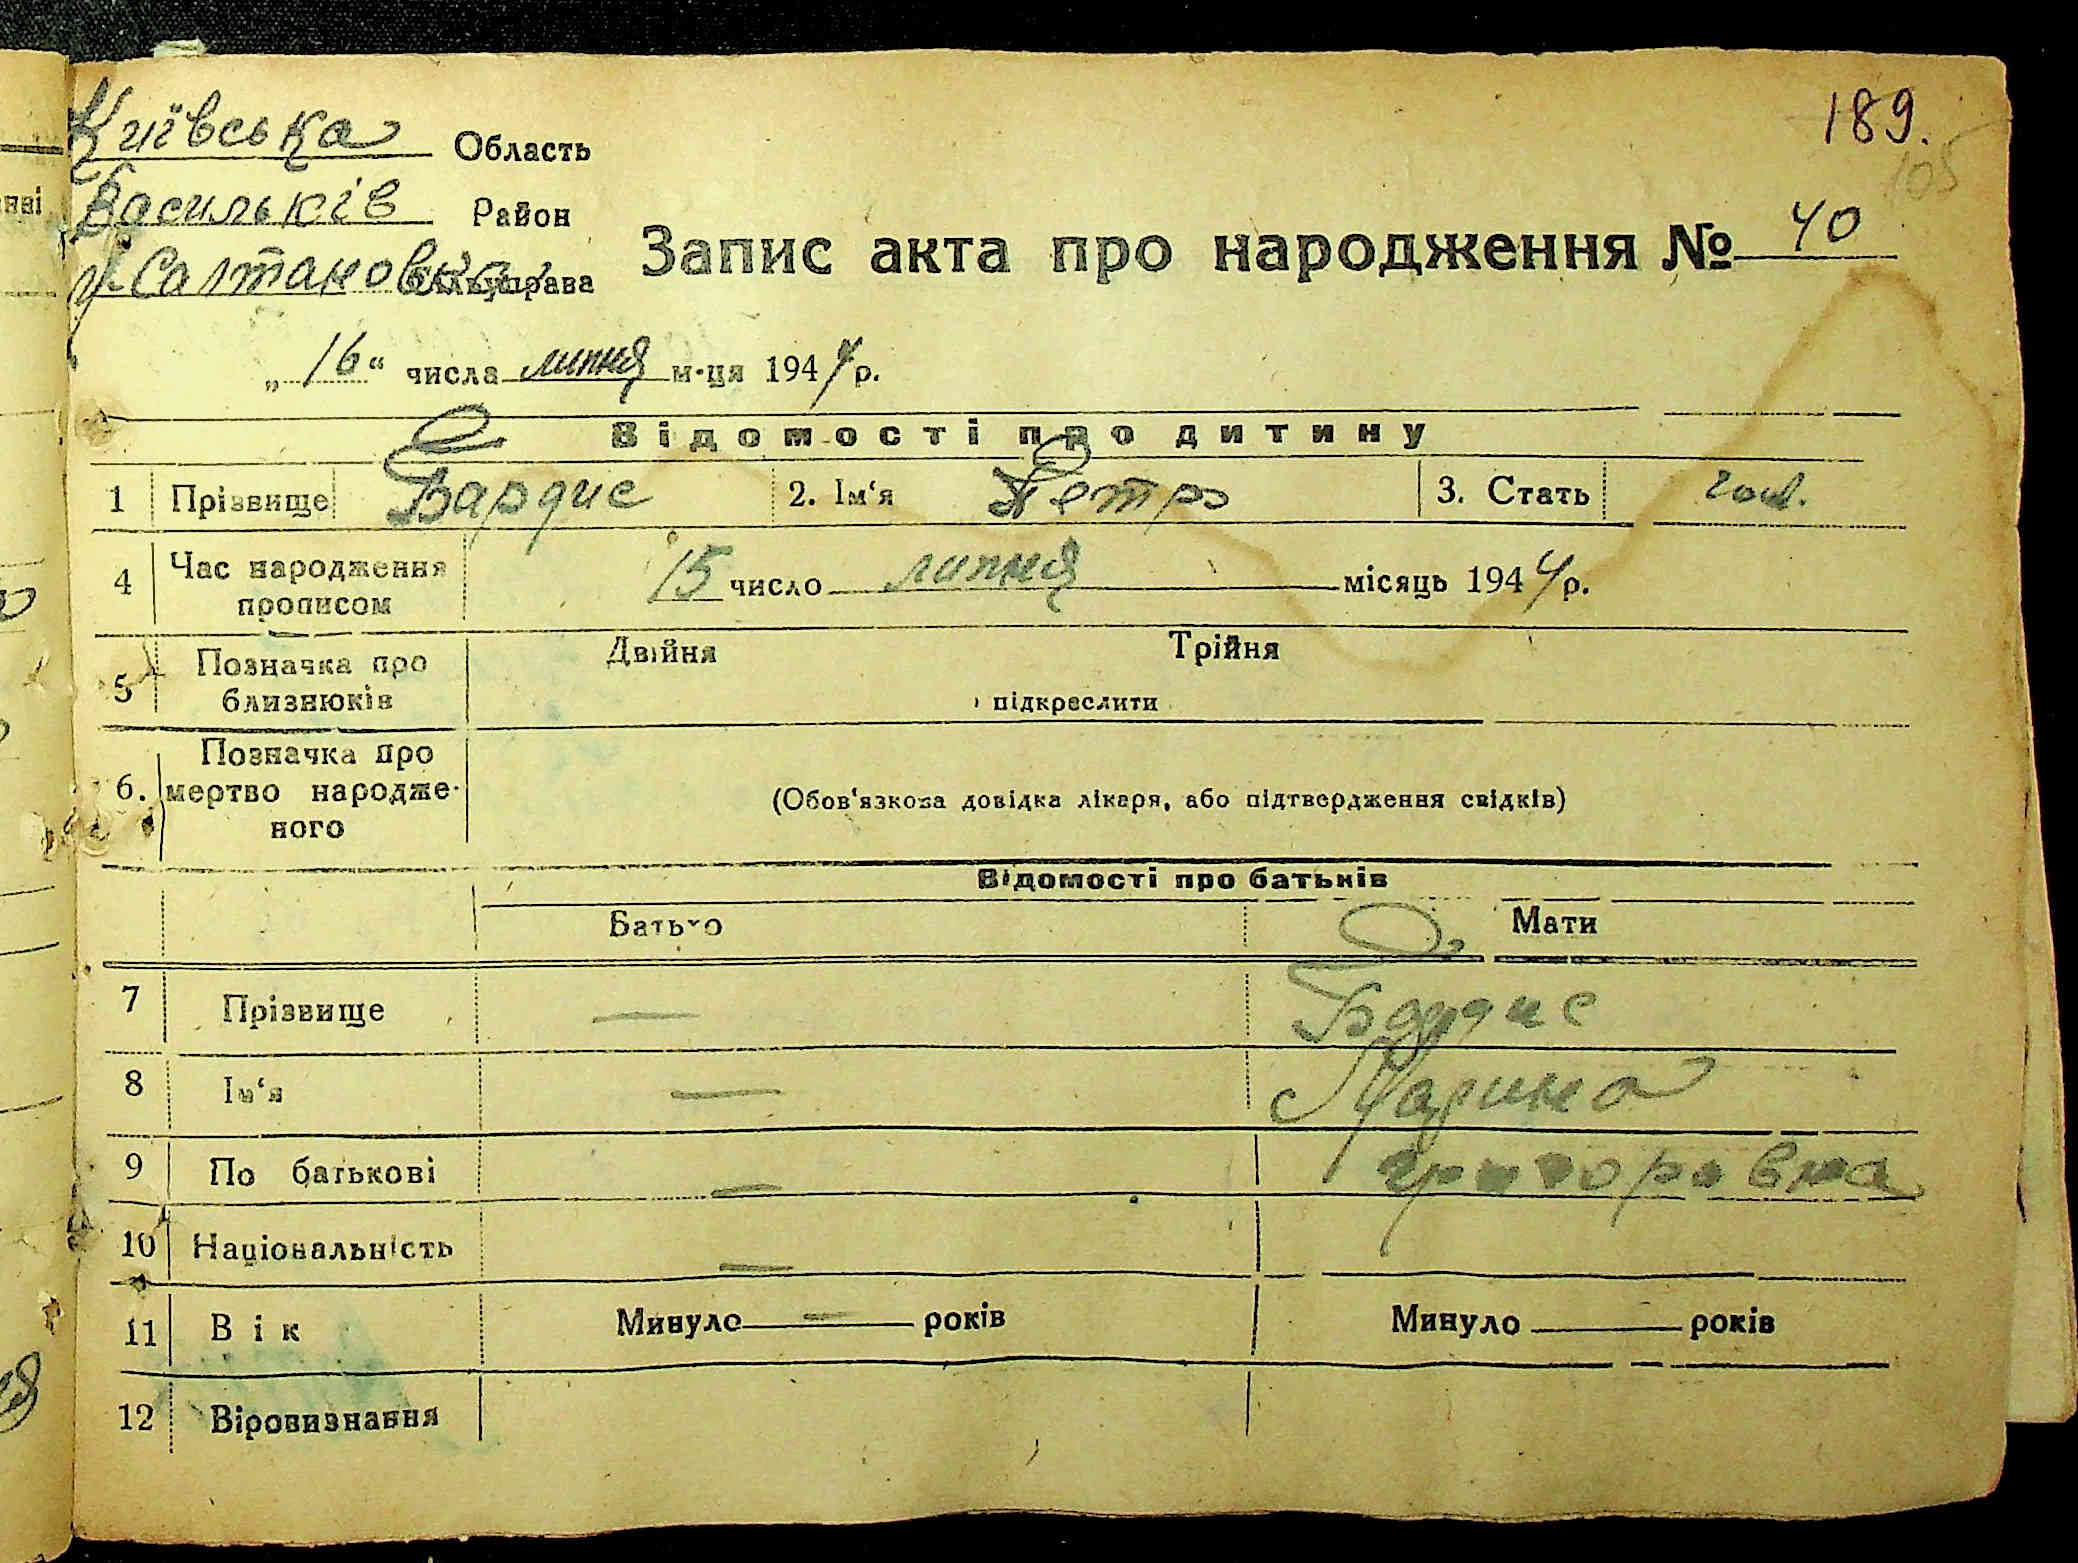 189.
105
Київська Область
Васильків Район
Салтановка
Запис акта про народження № 40
„16“ числа липня м-ця 1944 р.
Відомості про дитину
1 Прізвище Бардис 2. Ім'я Петро 3. Стать чол.
4 Час народження прописом 15 число липня місяць 1944 р.
5 Позначка про близнюків Двійня Трійня
підкреслити
6. Позначка про мертво народже-ного (Обов'язкова довідка лікаря, або підтвердження свідків)
Відомості про батьків
Батько Мати
7 Прізвище — Бардис
8 Ім'я — Марина
9 По батькові — Григоровна
10 Національність —
11 Вік Минуло — років Минуло років
12 Віровизнання